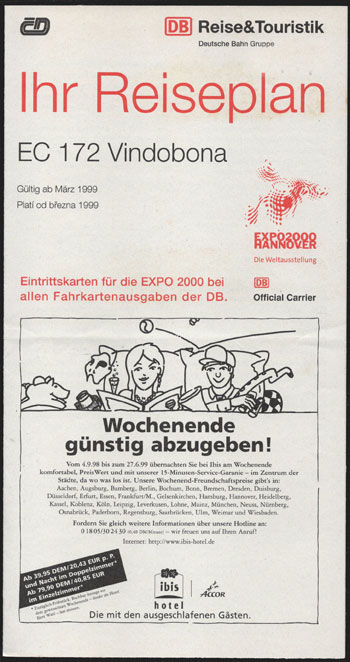 ČD
DB Reise&Touristik
Deutsche Bahn Gruppe
Ihr Reiseplan
EC 172 Vindobona
Gültig ab März 1999
Platí od března 1999
EXPO2000
HANNOVER
Die Weltausstellung
Eintrittskarten für die EXPO 2000 bei
allen Fahrkartenausgaben der DB.
DB
Official Carrier
Wochenende
günstig abzugeben!
Vom 4.9.98 bis zum 27.6.99 übernachten Sie bei Ibis am Wochenende
komfortabel, PreisWert und mit unserer 15-Minuten-Service-Garantie – im Zentrum der
Städte, da wo was los ist. Unsere Wochenend-Freundschaftspreise gibt's in:
Aachen, Augsburg, Bamberg, Berlin, Bochum, Bonn, Bremen, Dresden, Duisburg,
Düsseldorf, Erfurt, Essen, Frankfurt/M., Gelsenkirchen, Hamburg, Hannover, Heidelberg,
Kassel, Koblenz, Köln, Leipzig, Leverkusen, Lohne, Mainz, München, Neuss, Nürnberg,
Osnabrück, Paderborn, Regensburg, Saarbrücken, Ulm, Weimar und Wiesbaden.
Fordern Sie gleich weitere Informationen über unsere Hotline an:
01805/30 24 30 – wir freuen uns auf Ihren Anruf!
Internet: http://www.ibis-hotel.de
Ab 39,95 DEM/20,43 EUR p. P.
und Nacht im Doppelzimmer*
Ab 79,90 DEM/40,85 EUR
im Einzelzimmer*
ibis
hotel
ACCOR
Die mit den ausgeschlafenen Gästen.